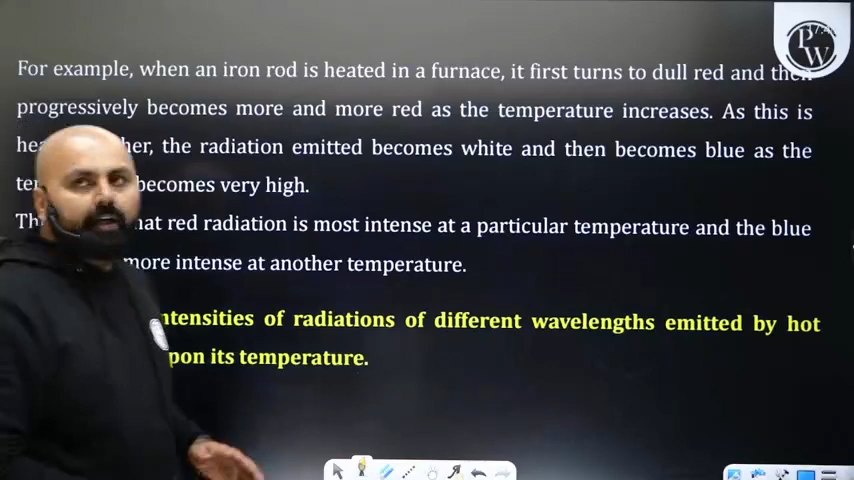 For example, when an iron rod is heated in a furnace, it first turns to dull red and then
progressively becomes more and more red as the temperature increases. As this is
the radiation emitted becomes white and then becomes blue as the
becomes very high.
that red radiation is most intense at a particular temperature and the blue
more intense at another temperature.
intensities of radiations of different wavelengths emitted by hot
upon its temperature.
P
W